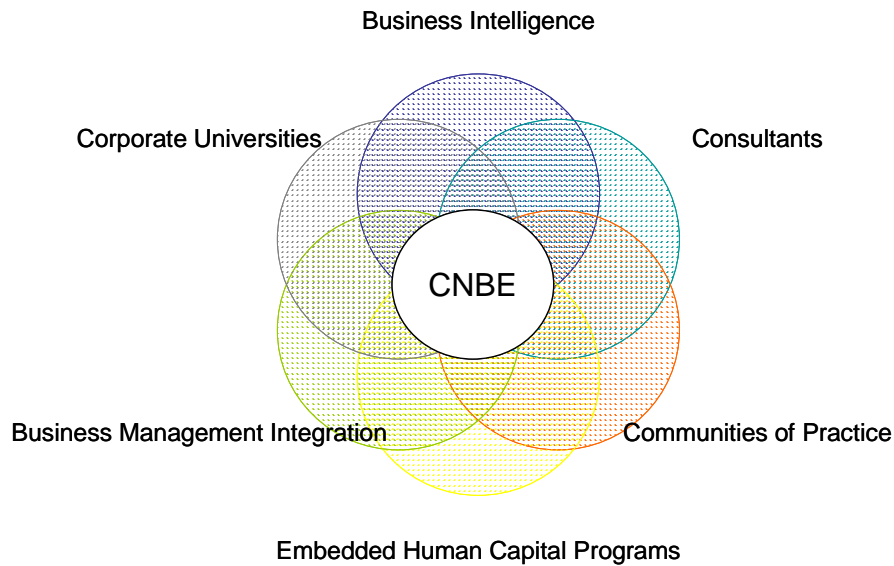 Business Intelligence
Corporate Universities
Consultants
CNBE
Business Management Integration
Communities of Practice
Embedded Human Capital Programs